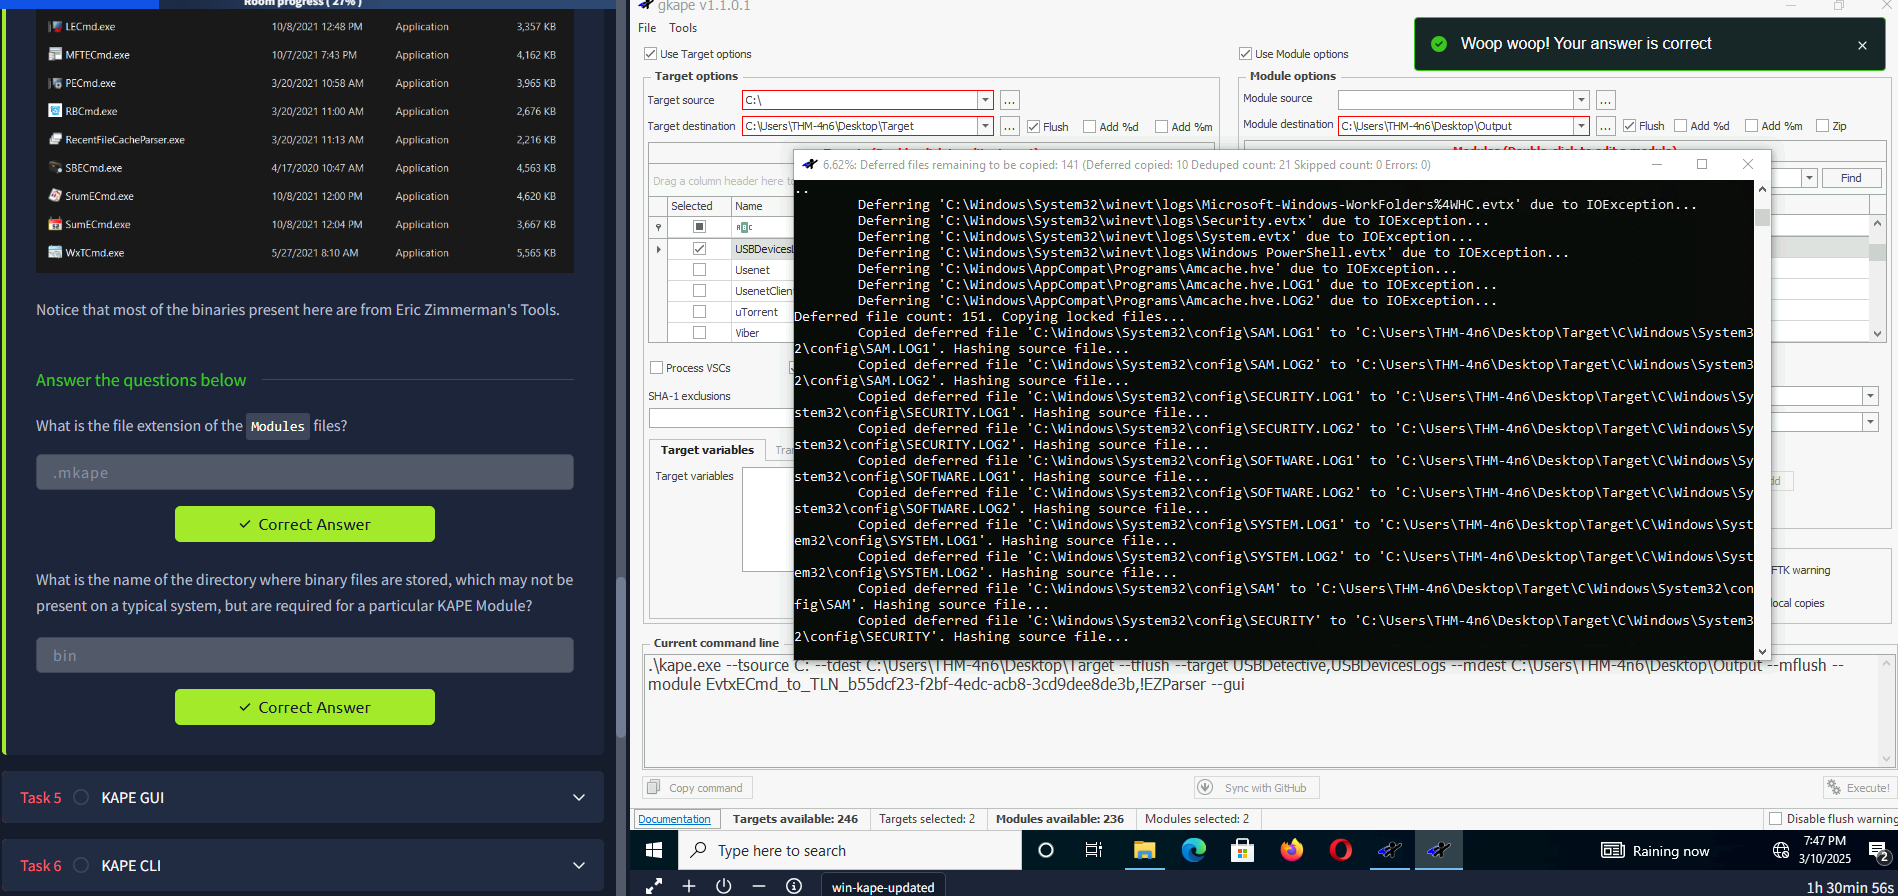 Room progress ( 27% )
LECmd.exe 10/8/2021 12:48 PM Application 3,357 KB
MFTECmd.exe 10/7/2021 7:43 PM Application 4,162 KB
PECmd.exe 3/20/2021 10:58 AM Application 3,965 KB
RBCmd.exe 3/20/2021 11:00 AM Application 2,676 KB
RecentFileCacheParser.exe 3/20/2021 11:13 AM Application 2,216 KB
SBECmd.exe 4/17/2020 10:47 AM Application 4,563 KB
SrumECmd.exe 10/8/2021 12:00 PM Application 4,620 KB
SumECmd.exe 10/8/2021 12:04 PM Application 3,667 KB
WxTCmd.exe 5/27/2021 8:10 AM Application 5,565 KB
Notice that most of the binaries present here are from Eric Zimmerman's Tools.
Answer the questions below
What is the file extension of the Modules files?
.mkape
✓ Correct Answer
What is the name of the directory where binary files are stored, which may not be
present on a typical system, but are required for a particular KAPE Module?
bin
✓ Correct Answer
Task 5 KAPE GUI
Task 6 KAPE CLI
gkape v1.1.0.1
File Tools
Woop woop! Your answer is correct
Use Target options
Target options
Target source C:\ ...
Target destination C:\Users\THM-4n6\Desktop\Target ... Flush Add %d Add %m
Use Module options
Module options
Module source ...
Module destination C:\Users\THM-4n6\Desktop\Output ... Flush Add %d Add %m Zip
Drag a column header here to
Find
Selected Name
USBDevicesL
Usenet
UsenetClien
uTorrent
Viber
Process VSCs
SHA-1 exclusions
Target variables
Target variables
6.62%: Deferred files remaining to be copied: 141 (Deferred copied: 10 Deduped count: 21 Skipped count: 0 Errors: 0)
..
Deferring 'C:\Windows\System32\winevt\logs\Microsoft-Windows-WorkFolders%4WHC.evtx' due to IOException...
Deferring 'C:\Windows\System32\winevt\logs\Security.evtx' due to IOException...
Deferring 'C:\Windows\System32\winevt\logs\System.evtx' due to IOException...
Deferring 'C:\Windows\System32\winevt\logs\Windows PowerShell.evtx' due to IOException...
Deferring 'C:\Windows\AppCompat\Programs\Amcache.hve' due to IOException...
Deferring 'C:\Windows\AppCompat\Programs\Amcache.hve.LOG1' due to IOException...
Deferring 'C:\Windows\AppCompat\Programs\Amcache.hve.LOG2' due to IOException...
Deferred file count: 151. Copying locked files...
Copied deferred file 'C:\Windows\System32\config\SAM.LOG1' to 'C:\Users\THM-4n6\Desktop\Target\C\Windows\System3
2\config\SAM.LOG1'. Hashing source file...
Copied deferred file 'C:\Windows\System32\config\SAM.LOG2' to 'C:\Users\THM-4n6\Desktop\Target\C\Windows\System3
2\config\SAM.LOG2'. Hashing source file...
Copied deferred file 'C:\Windows\System32\config\SECURITY.LOG1' to 'C:\Users\THM-4n6\Desktop\Target\C\Windows\Sy
stem32\config\SECURITY.LOG1'. Hashing source file...
Copied deferred file 'C:\Windows\System32\config\SECURITY.LOG2' to 'C:\Users\THM-4n6\Desktop\Target\C\Windows\Sy
stem32\config\SECURITY.LOG2'. Hashing source file...
Copied deferred file 'C:\Windows\System32\config\SOFTWARE.LOG1' to 'C:\Users\THM-4n6\Desktop\Target\C\Windows\Sy
stem32\config\SOFTWARE.LOG1'. Hashing source file...
Copied deferred file 'C:\Windows\System32\config\SOFTWARE.LOG2' to 'C:\Users\THM-4n6\Desktop\Target\C\Windows\Sy
stem32\config\SOFTWARE.LOG2'. Hashing source file...
Copied deferred file 'C:\Windows\System32\config\SYSTEM.LOG1' to 'C:\Users\THM-4n6\Desktop\Target\C\Windows\Syst
em32\config\SYSTEM.LOG1'. Hashing source file...
Copied deferred file 'C:\Windows\System32\config\SYSTEM.LOG2' to 'C:\Users\THM-4n6\Desktop\Target\C\Windows\Syst
em32\config\SYSTEM.LOG2'. Hashing source file...
Copied deferred file 'C:\Windows\System32\config\SAM' to 'C:\Users\THM-4n6\Desktop\Target\C\Windows\System32\con
fig\SAM'. Hashing source file...
Copied deferred file 'C:\Windows\System32\config\SECURITY' to 'C:\Users\THM-4n6\Desktop\Target\C\Windows\System3
2\config\SECURITY'. Hashing source file...
FTK warning
local copies
Current command line
.\kape.exe --tsource C: --tdest C:\Users\THM-4n6\Desktop\Target --tflush --target USBDetective,USBDevicesLogs --mdest C:\Users\THM-4n6\Desktop\Output --mflush --
module EvtxECmd_to_TLN_b55dcf23-f2bf-4edc-acb8-3cd9dee8de3b,!EZParser --gui
Copy command
Sync with GitHub
Execute!
Documentation Targets available: 246 Targets selected: 2 Modules available: 236 Modules selected: 2
Disable flush warning
Type here to search
Raining now
7:47 PM
3/10/2025
2
win-kape-updated
1h 30min 56s